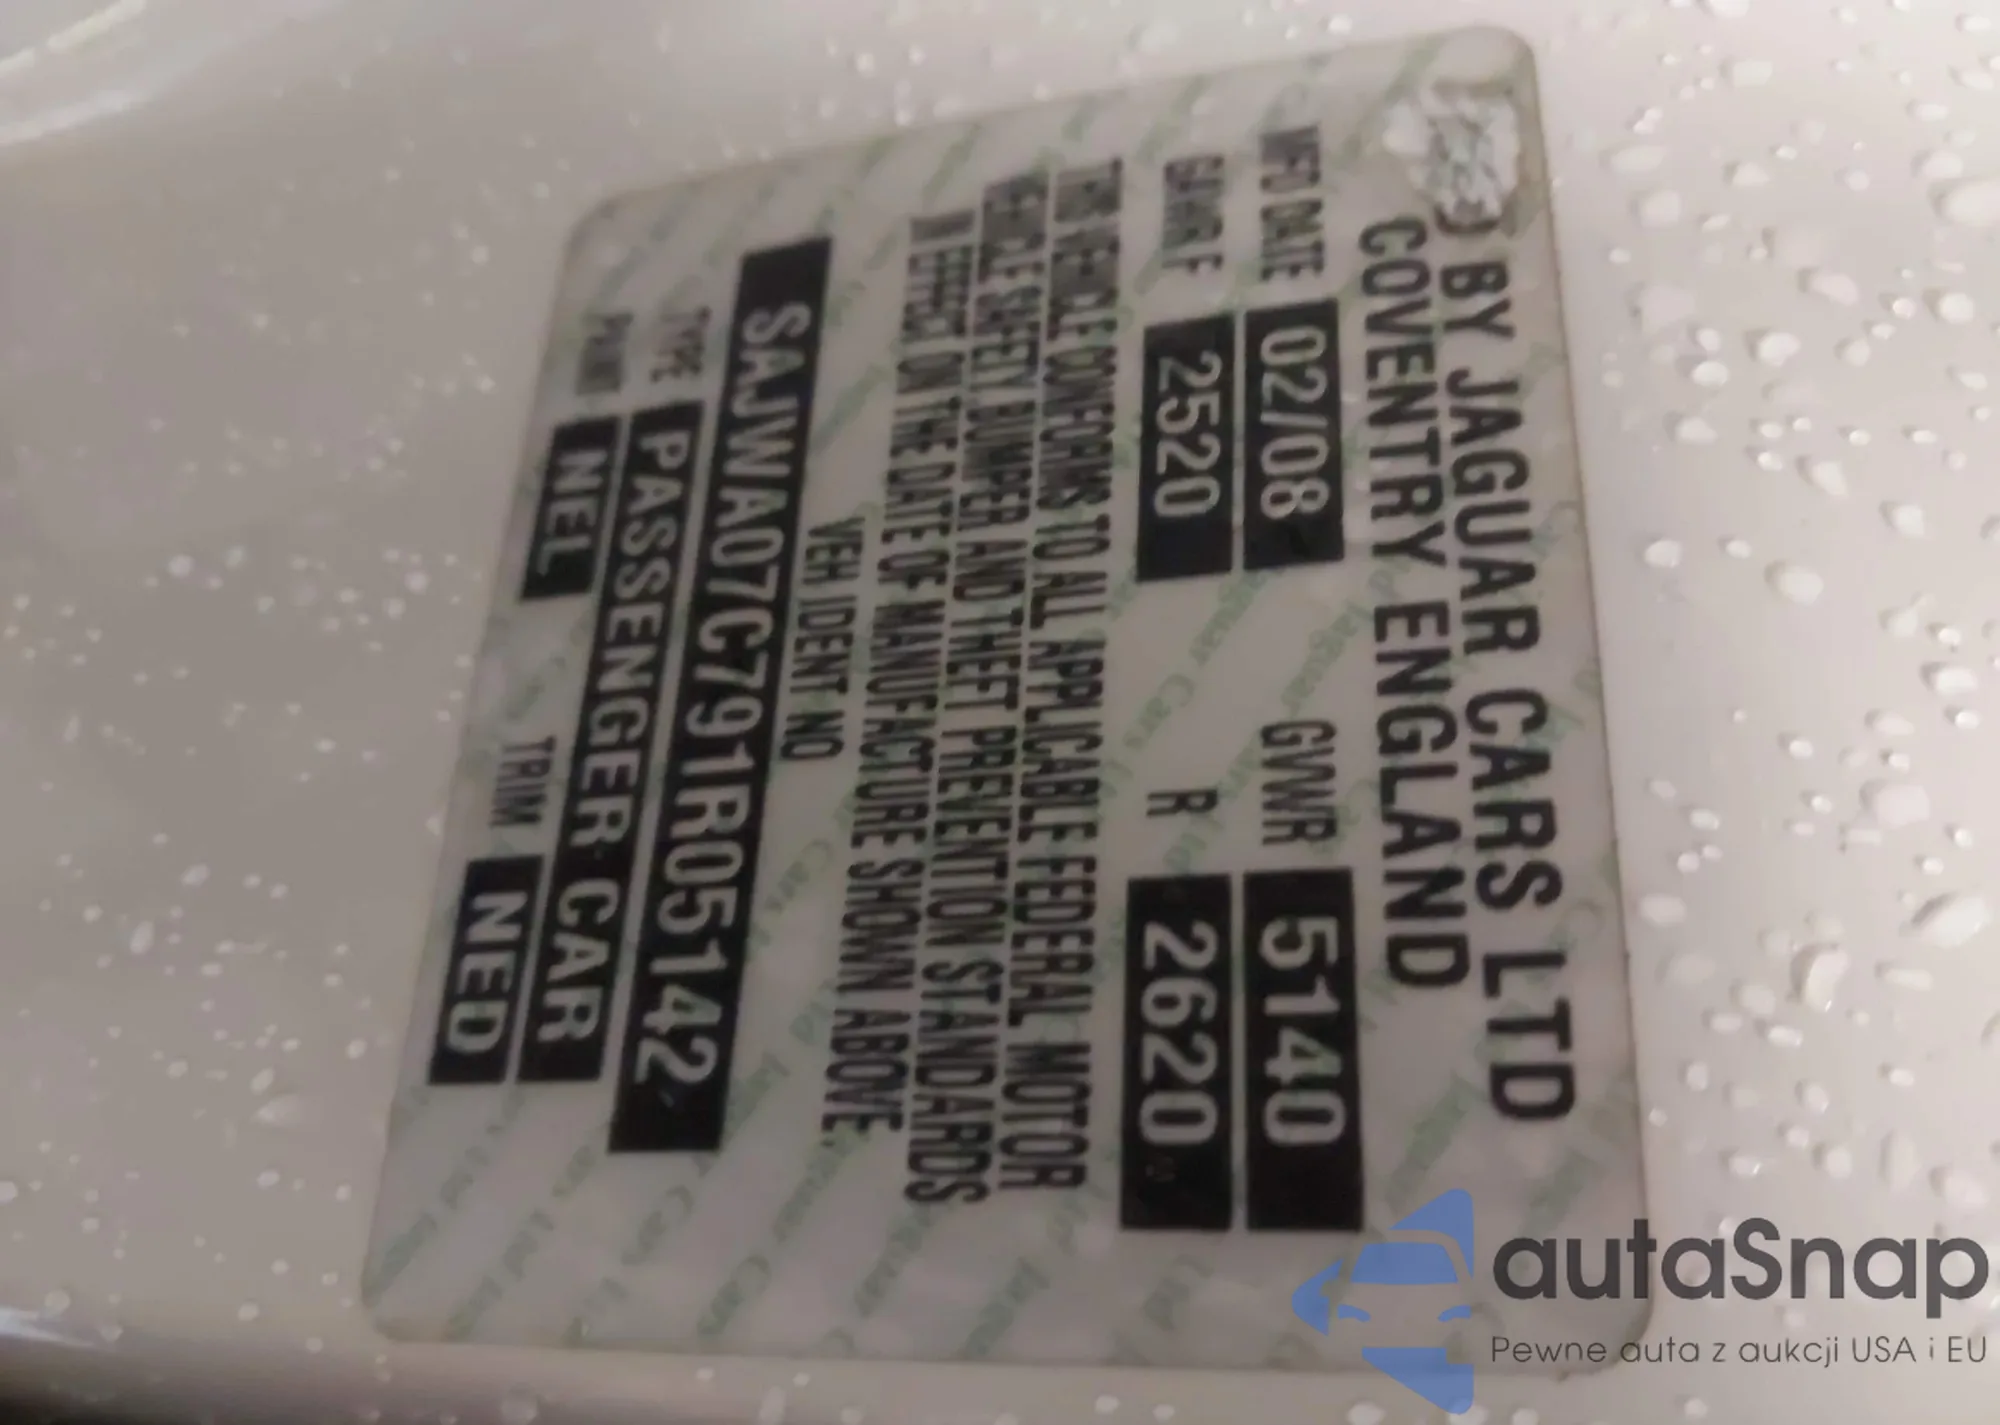 BY JAGUAR CARS LTD
COVENTRY ENGLAND
MFD DATE 02/08 GVWR 5140
GAWR F 2520 R 2620
THIS VEHICLE CONFORMS TO ALL APPLICABLE FEDERAL MOTOR
VEHICLE SAFETY BUMPER AND THEFT PREVENTION STANDARDS
IN EFFECT ON THE DATE OF MANUFACTURE SHOWN ABOVE.
VEH IDENT NO
SAJWA07C791R05142
TYPE PASSENGER CAR
PAINT NEL TRIM NED
autaSnap
Pewne auta z aukcji USA i EU